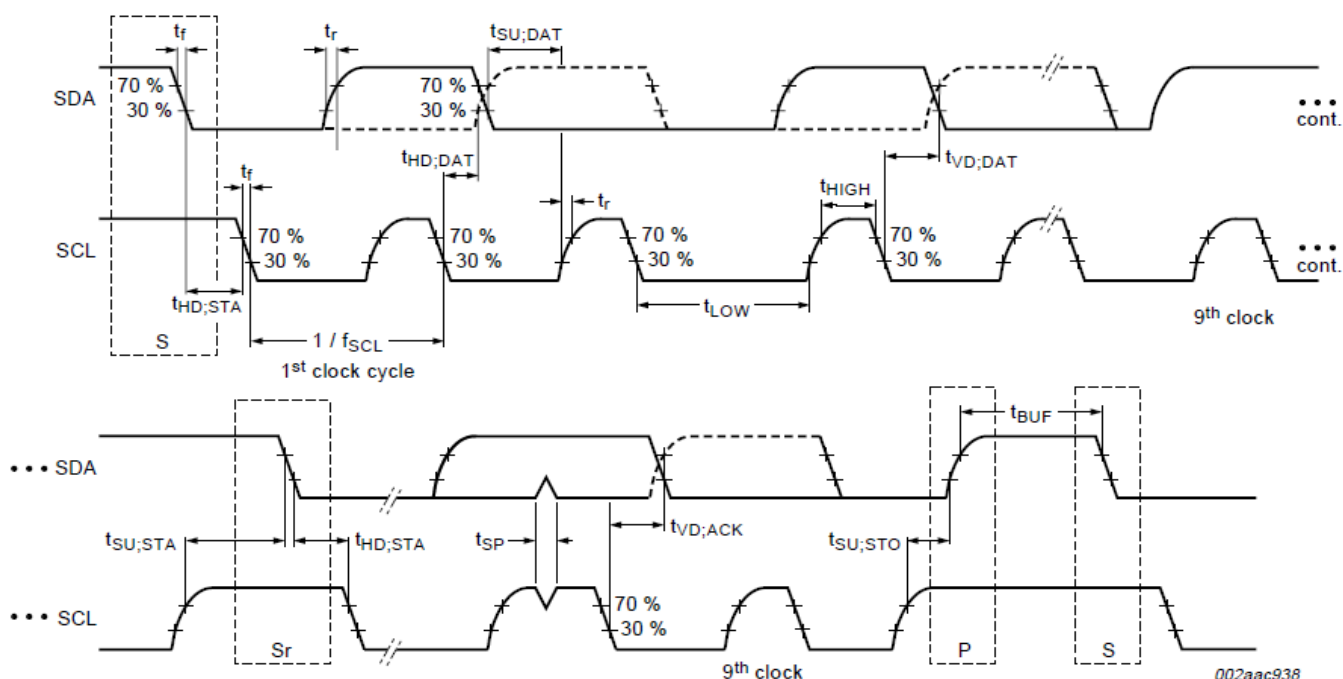 tf tr tSU;DAT
SDA 70 % 30 % 70 % 30 % • • • cont.
tHD;DAT tVD;DAT
tf tr tHIGH
SCL 70 % 30 % 70 % 30 % 70 % 30 % 70 % 30 % • • • cont.
tHD;STA tLOW
S 1 / fSCL 9th clock
1st clock cycle
tBUF
• • • SDA
tSU;STA tHD;STA tSP tVD;ACK tSU;STO
• • • SCL 70 % 30 %
Sr P S
9th clock 002aac938